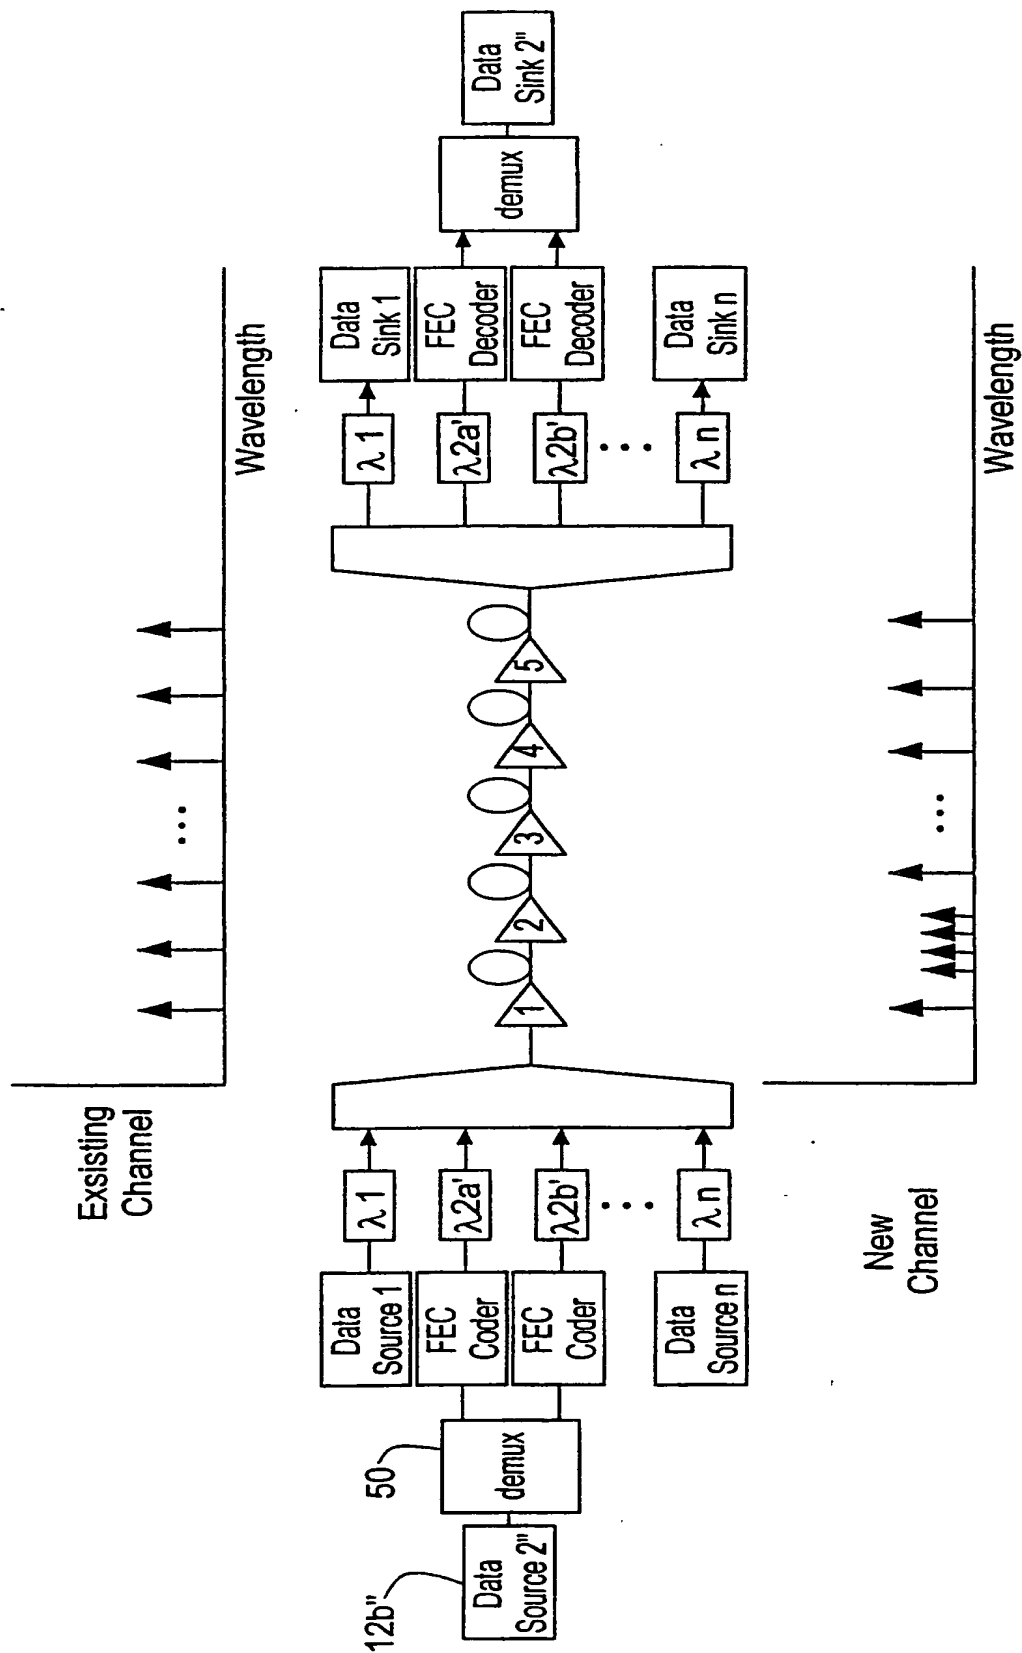 Exsisting
Channel
Wavelength
12b"
50
Data
Source 2"
demux
Data
Source 1
FEC
Coder
FEC
Coder
Data
Source n
λ1
λ2a'
λ2b'
...
λn
1
2
3
4
5
λ1
λ2a'
λ2b'
...
λn
Data
Sink 1
FEC
Decoder
FEC
Decoder
Data
Sink n
demux
Data
Sink 2"
New
Channel
Wavelength
...
...